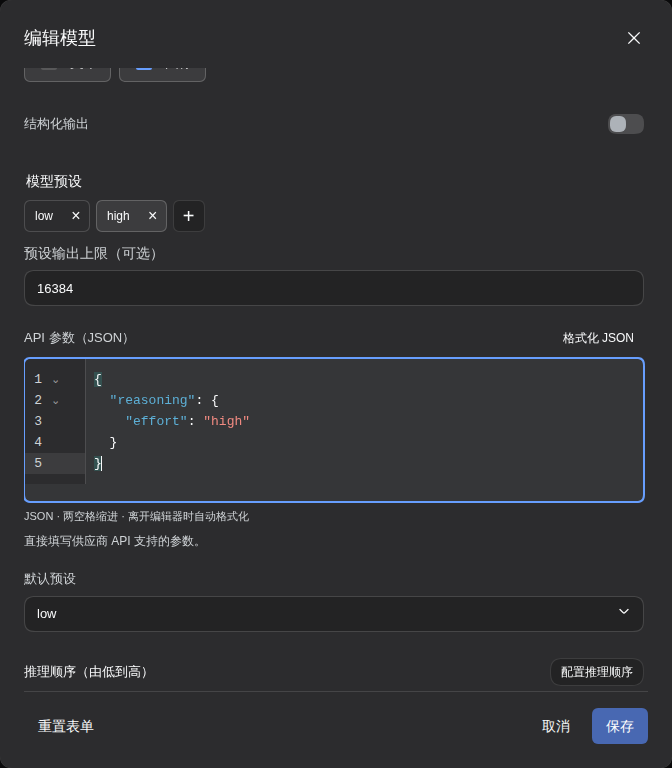 编辑模型
结构化输出
模型预设
low × high × +
预设输出上限（可选）
16384
API 参数（JSON） 格式化 JSON
1 {
2 "reasoning": {
3 "effort": "high"
4 }
5 }
JSON · 两空格缩进 · 离开编辑器时自动格式化
直接填写供应商 API 支持的参数。
默认预设
low
推理顺序（由低到高） 配置推理顺序
重置表单 取消 保存